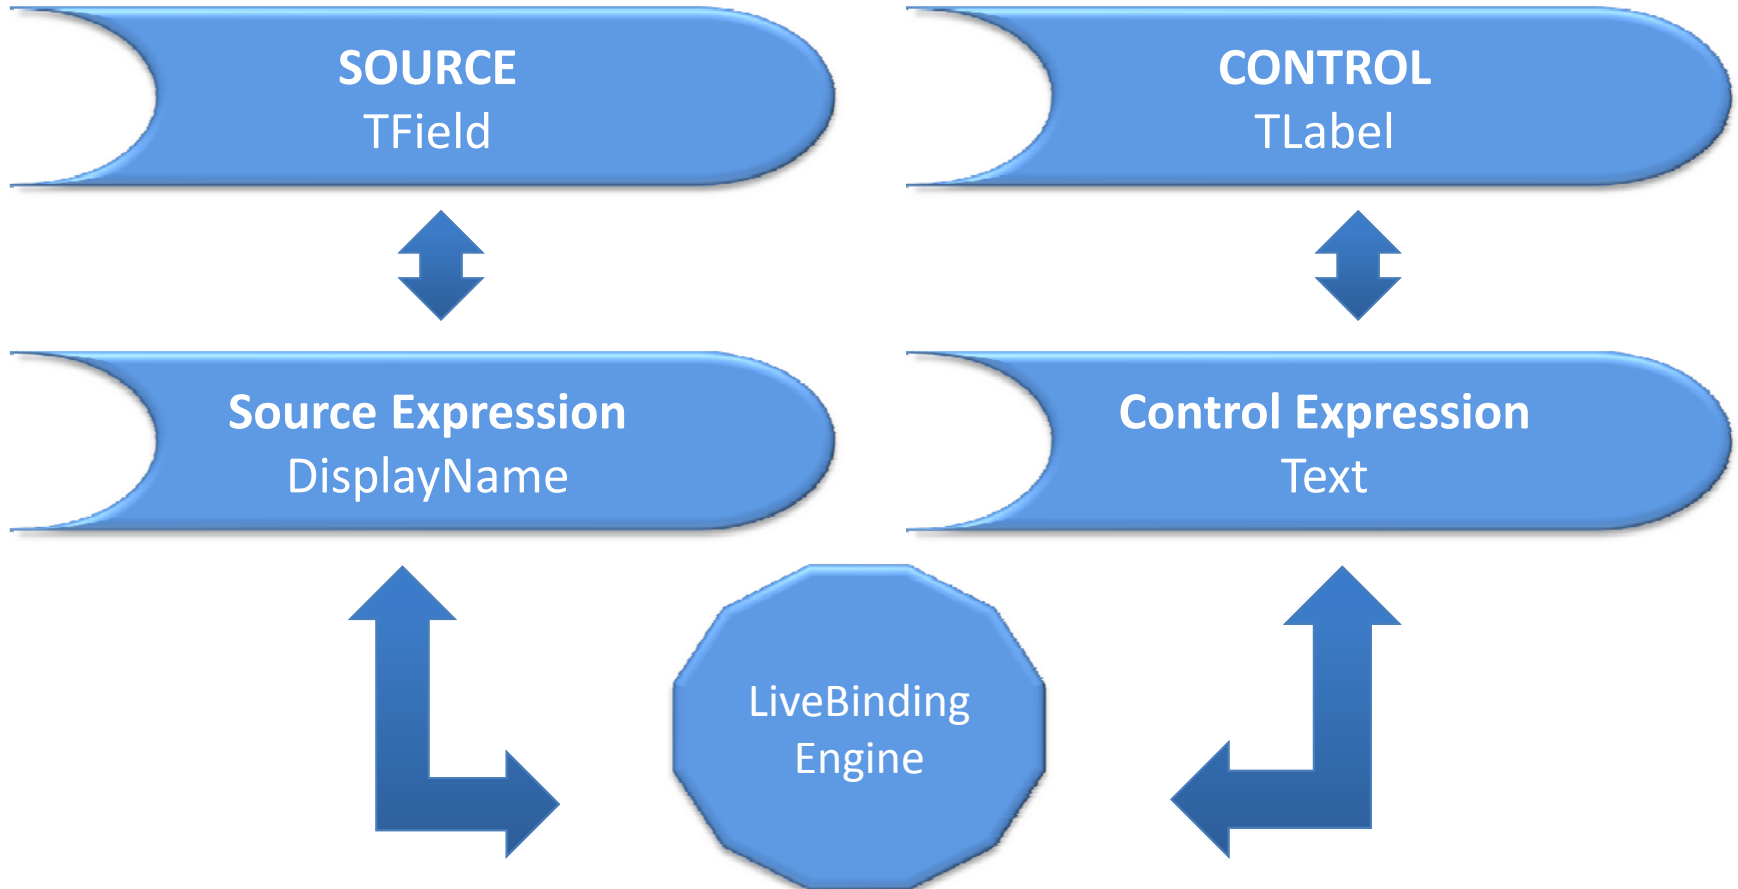 SOURCE
TField
CONTROL
TLabel
Source Expression
DisplayName
Control Expression
Text
LiveBinding
Engine